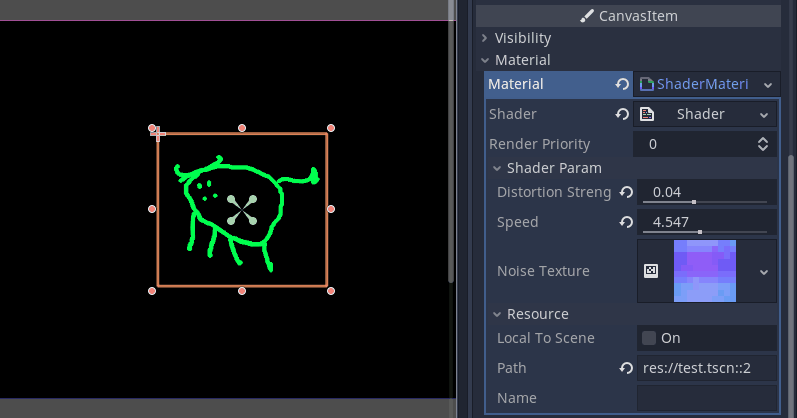 CanvasItem
Visibility
Material
Material ShaderMateri
Shader Shader
Render Priority 0
Shader Param
Distortion Streng 0.04
Speed 4.547
Noise Texture
Resource
Local To Scene On
Path res://test.tscn::2
Name